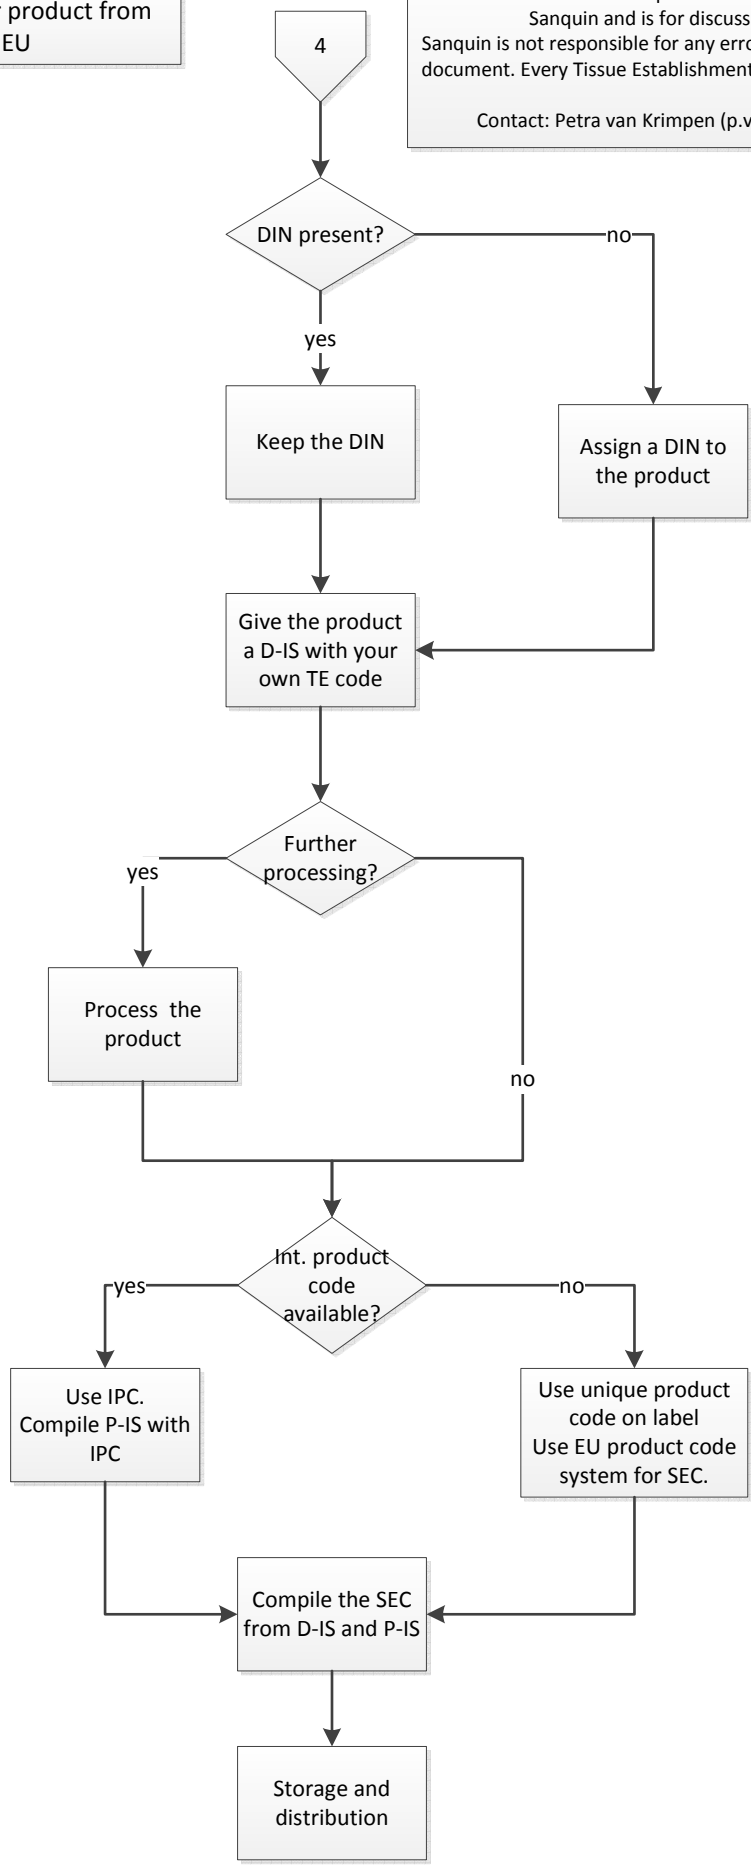 product from
EU
4
Sanquin and is for discuss
Sanquin is not responsible for any erro
document. Every Tissue Establishment
Contact: Petra van Krimpen (p.v
DIN present?
no
yes
Keep the DIN
Assign a DIN to
the product
Give the product
a D-IS with your
own TE code
Further
processing?
yes
Process the
product
no
Int. product
code
available?
yes
no
Use IPC.
Compile P-IS with
IPC
Use unique product
code on label
Use EU product code
system for SEC.
Compile the SEC
from D-IS and P-IS
Storage and
distribution